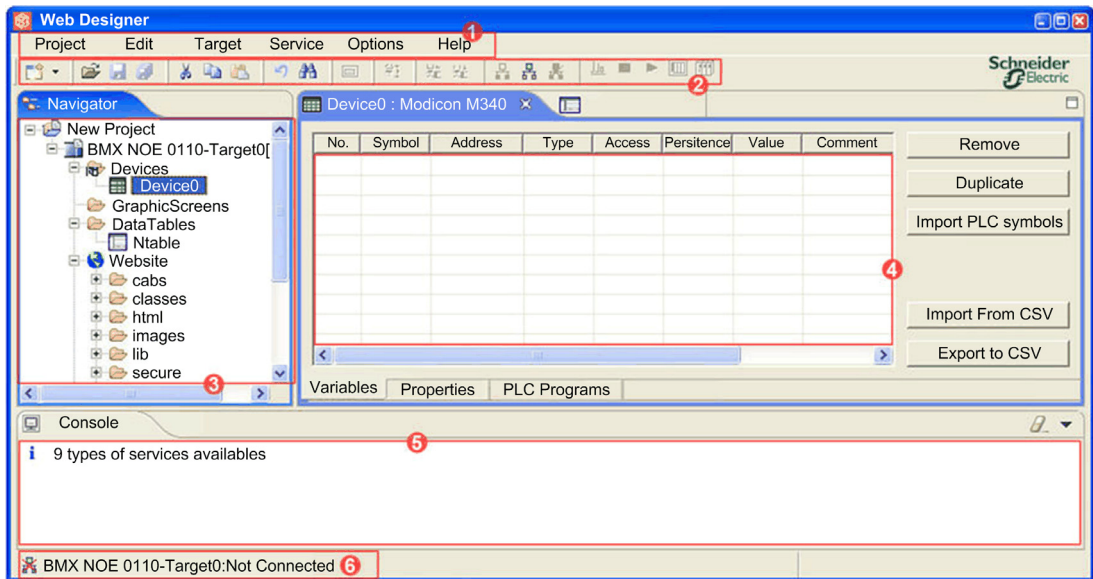 Web Designer
Project Edit Target Service Options Help
1
2
Schneider
Electric
Navigator
New Project
BMX NOE 0110-Target0[
Devices
Device0
GraphicScreens
DataTables
Ntable
Website
cabs
classes
html
images
lib
secure
3
Device0 : Modicon M340
No. Symbol Address Type Access Persitence Value Comment
4
Remove
Duplicate
Import PLC symbols
Import From CSV
Export to CSV
Variables Properties PLC Programs
Console
5
i 9 types of services availables
BMX NOE 0110-Target0:Not Connected 6